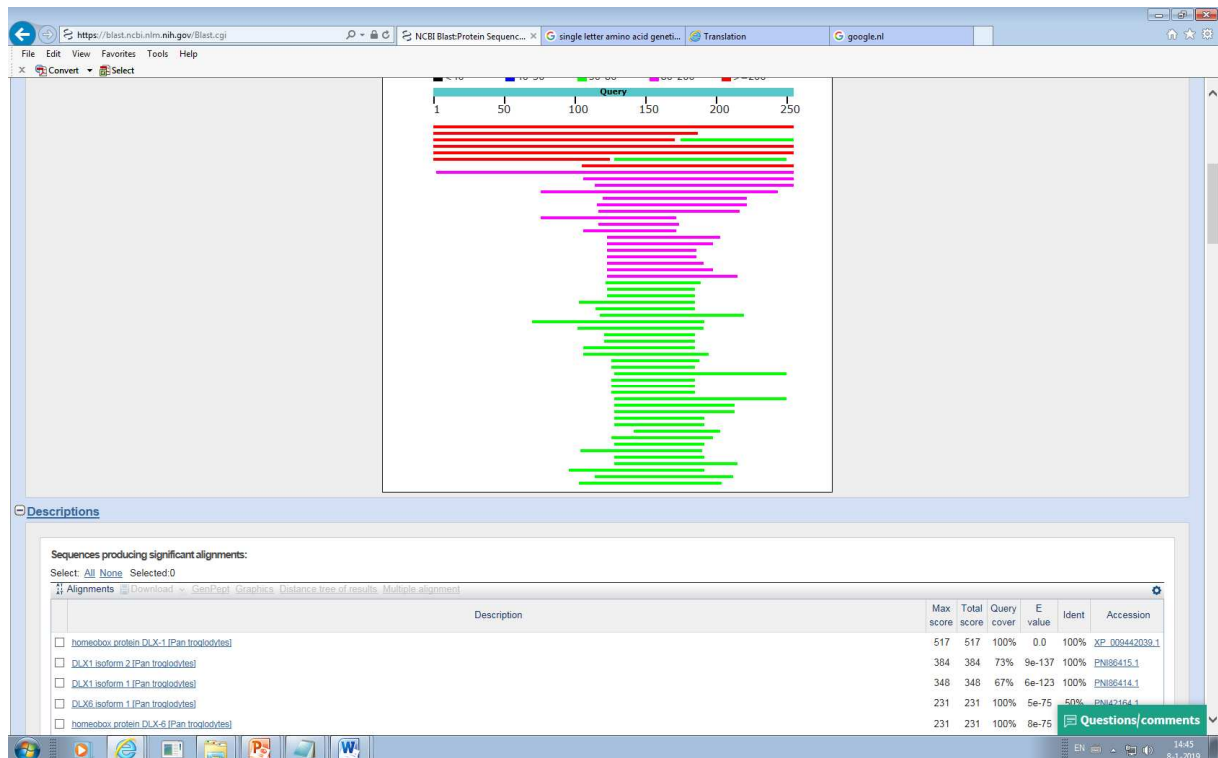 https://blast.ncbi.nlm.nih.gov/Blast.cgi
NCBI Blast:Protein Sequenc...
single letter amino acid geneti...
Translation
google.nl
File Edit View Favorites Tools Help
x Convert Select
Query
1 50 100 150 200 250
Descriptions
Sequences producing significant alignments:
Select: All None Selected:0
Alignments Download GenPept Graphics Distance tree of results Multiple alignment
Description Max score Total score Query cover E value Ident Accession
homeobox protein DLX-1 [Pan troglodytes] 517 517 100% 0.0 100% XP_009442039.1
DLX1 isoform 2 [Pan troglodytes] 384 384 73% 9e-137 100% PNI86415.1
DLX1 isoform 1 [Pan troglodytes] 348 348 67% 6e-123 100% PNI86414.1
DLX6 isoform 1 [Pan troglodytes] 231 231 100% 5e-75 50% PNI42164.1
homeobox protein DLX-6 [Pan troglodytes] 231 231 100% 8e-75
Questions/comments
EN 14:45
8-1-2019